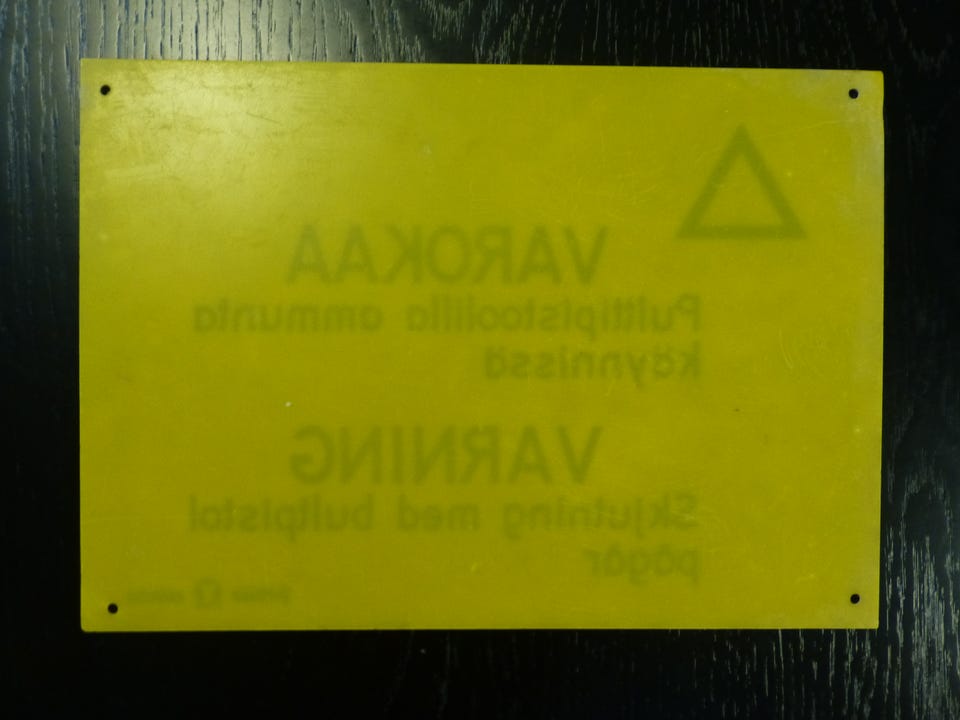 VAROKAA
Pulttipistoolilla ammunta
käynnissä
VARNING
Skjutning med bultpistol
pågår